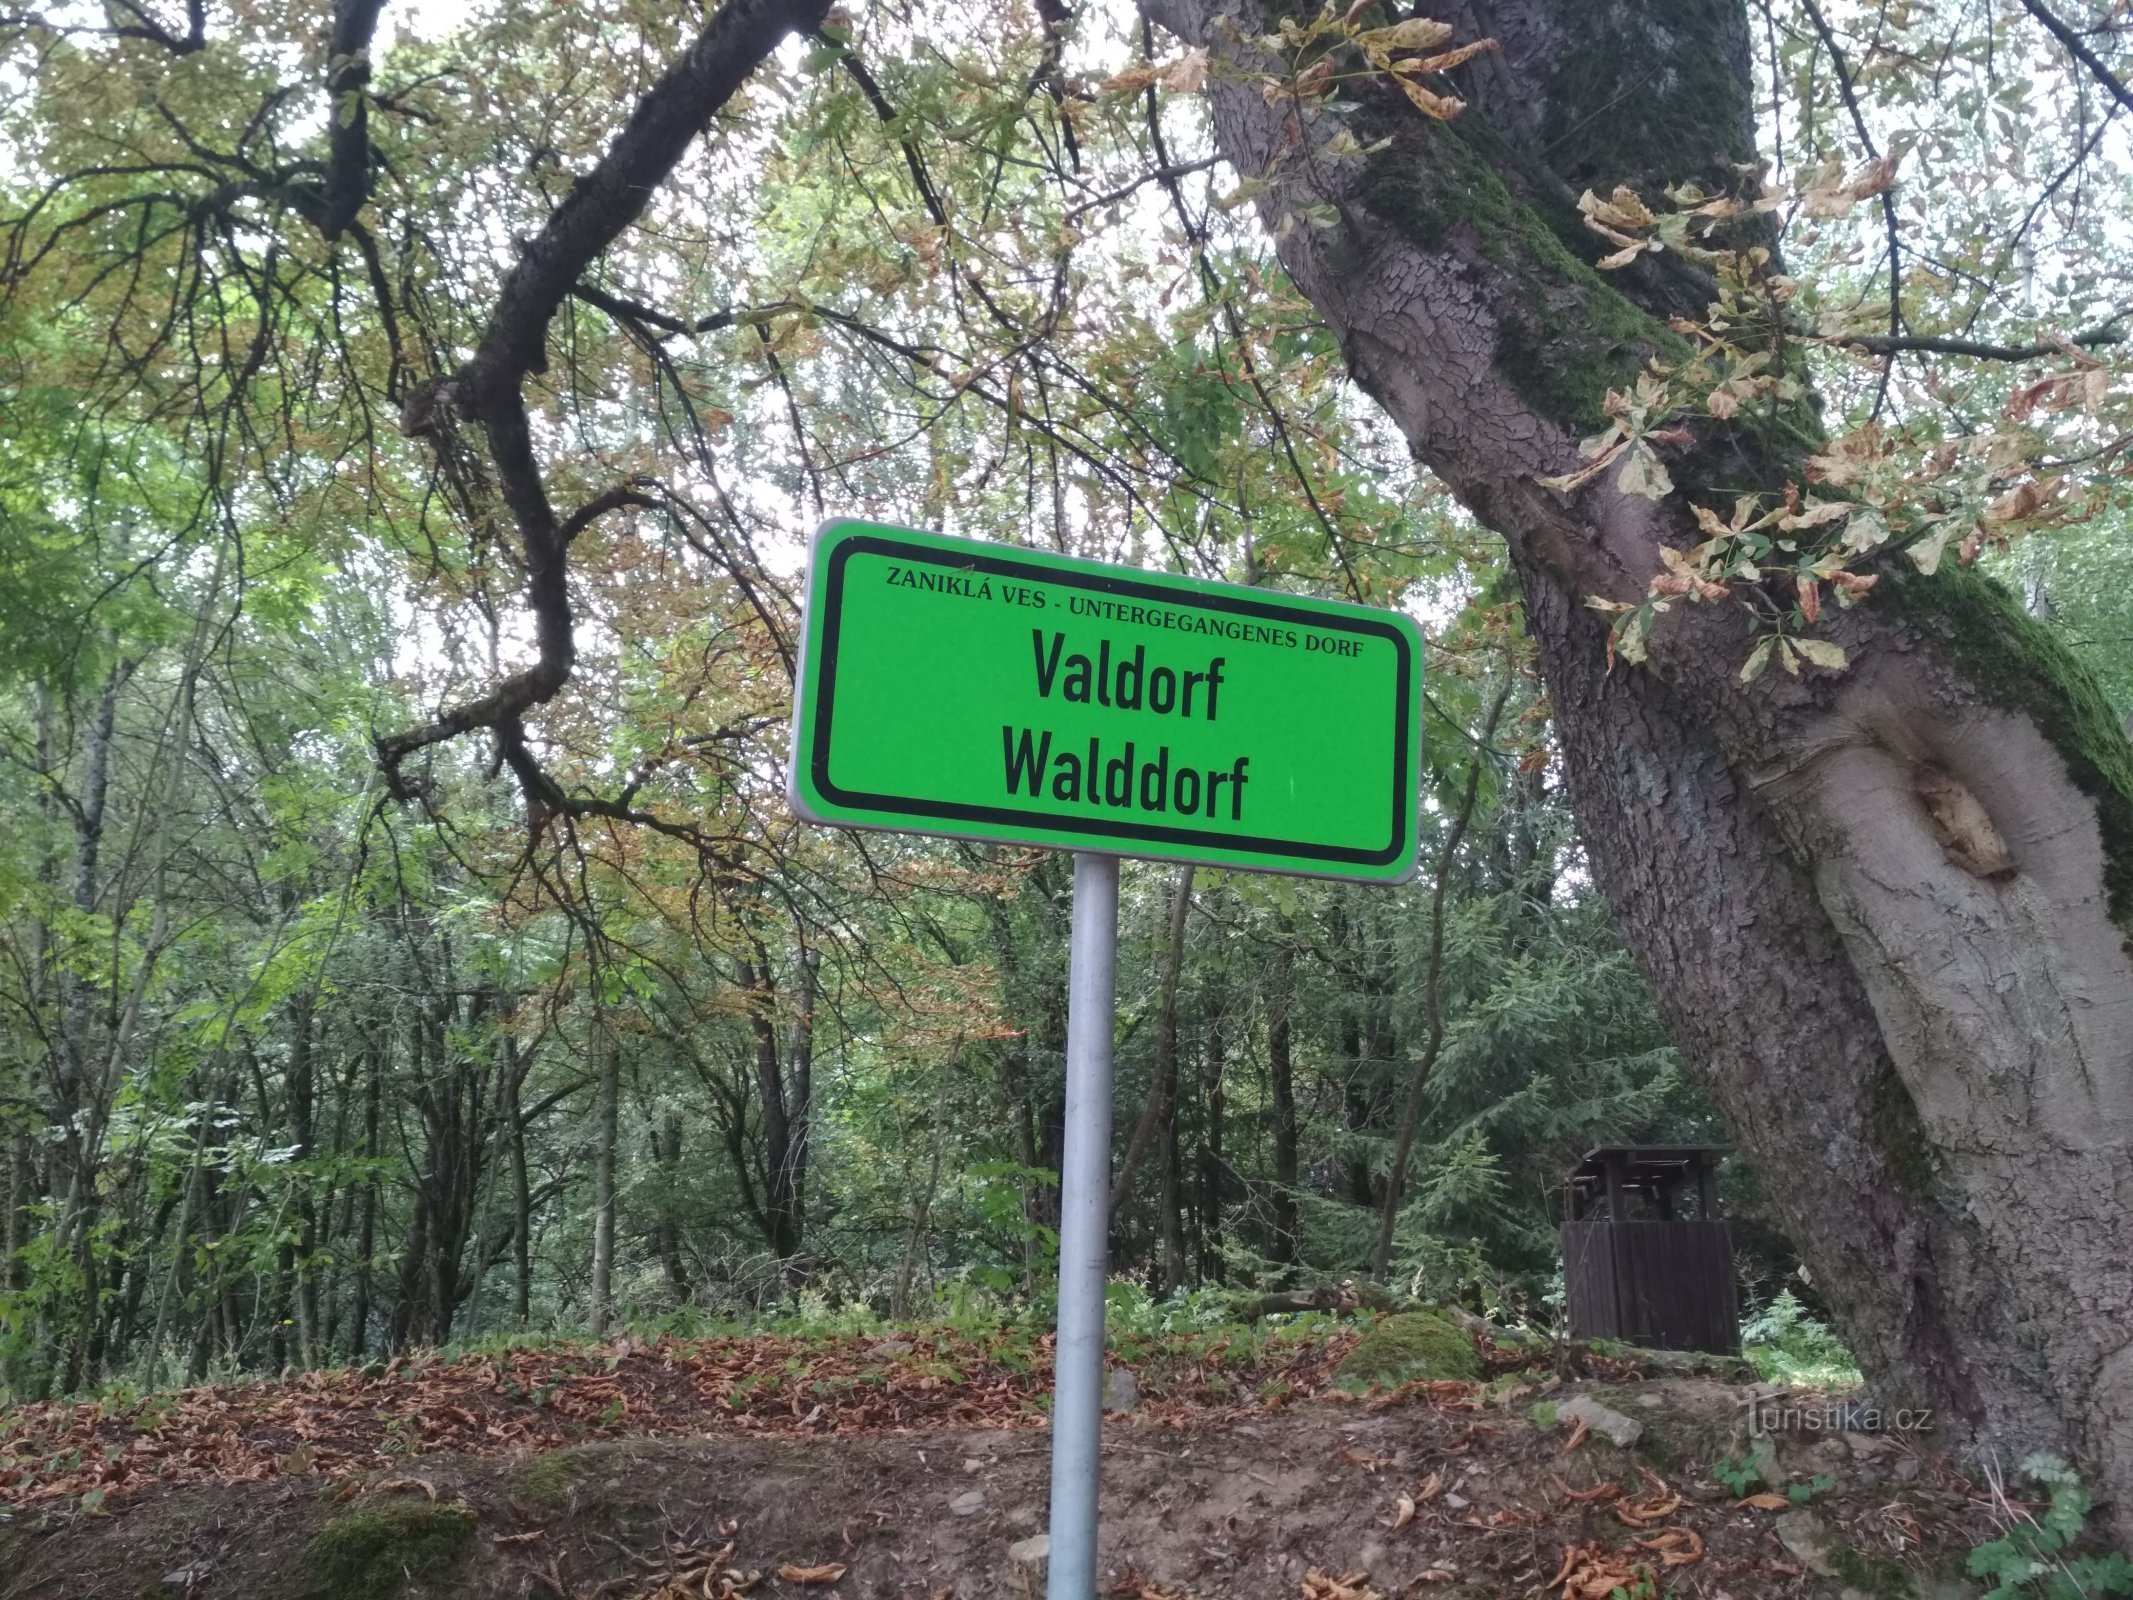 ZANIKLÁ VES - UNTERGEGANGENES DORF
Valdorf
Walddorf
Turistika.cz